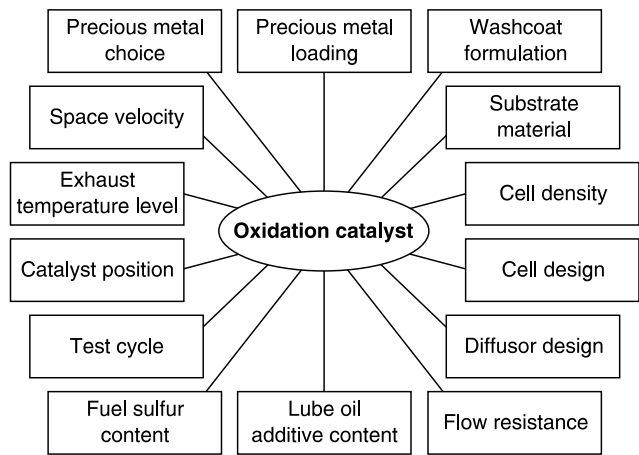 Precious metal
choice
Precious metal
loading
Washcoat
formulation
Space velocity
Substrate
material
Exhaust
temperature level
Cell density
Oxidation catalyst
Catalyst position
Cell design
Test cycle
Diffusor design
Fuel sulfur
content
Lube oil
additive content
Flow resistance